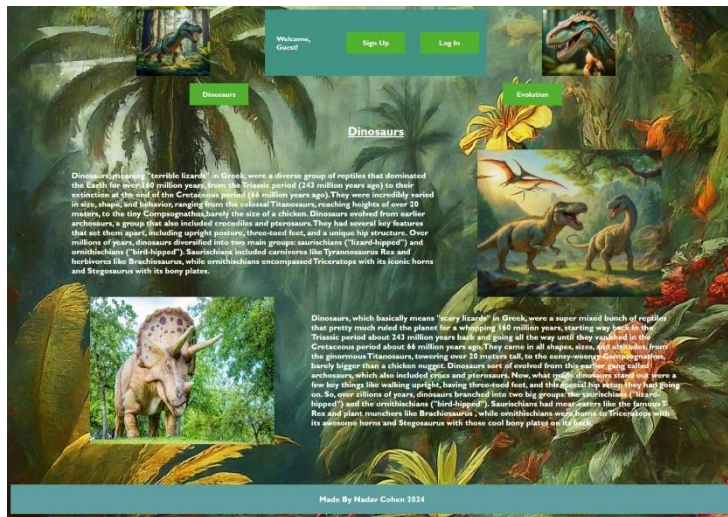 Welcome,
Guest!
Sign Up
Log In
Dinosaurs
Evolution
Dinosaurs
Dinosaurs, meaning "terrible lizards" in Greek, were a diverse group of reptiles that dominated
the Earth for over 160 million years, from the Triassic period (243 million years ago) to their
extinction at the end of the Cretaceous period (66 million years ago). They were incredibly varied
in size, shape, and behavior, ranging from the colossal Titanosaurs, reaching heights of over 20
meters, to the tiny Compsognathus, barely the size of a chicken. Dinosaurs evolved from earlier
archosaurs, a group that also included crocodiles and pterosaurs. They had several key features
that set them apart, including upright posture, three-toed feet, and a unique hip structure. Over
millions of years, dinosaurs diversified into two main groups: saurischians ("lizard-hipped") and
ornithischians ("bird-hipped"). Saurischians included carnivores like Tyrannosaurus Rex and
herbivores like Brachiosaurus, while ornithischians encompassed Triceratops with its iconic horns
and Stegosaurus with its bony plates.
Dinosaurs, which basically means "scary lizards" in Greek, were a super mixed bunch of reptiles
that pretty much ruled the planet for a whopping 160 million years, starting way back in the
Triassic period about 243 million years back and going all the way until they vanished in the
Cretaceous period about 66 million years ago. They came in all shapes, sizes, and attitudes, from
the ginormous Titanosaurs, towering over 20 meters tall, to the eensy-weensy Compsognathus,
barely bigger than a chicken nugget. Dinosaurs sort of evolved from this earlier gang called
archosaurs, which also included crocs and pterosaurs. Now, what made dinosaurs stand out were a
few key things like walking upright, having three-toed feet, and this special hip setup they had going
on. So, over zillions of years, dinosaurs branched into two big groups: the saurischians ("lizard-
hipped") and the ornithischians ("bird-hipped"). Saurischians had meat-eaters like the famous T-
Rex and plant munchers like Brachiosaurus , while ornithischians were home to Triceratops with
its awesome horns and Stegosaurus with those cool bony plates on its back.
Made By Nadav Cohen 2024